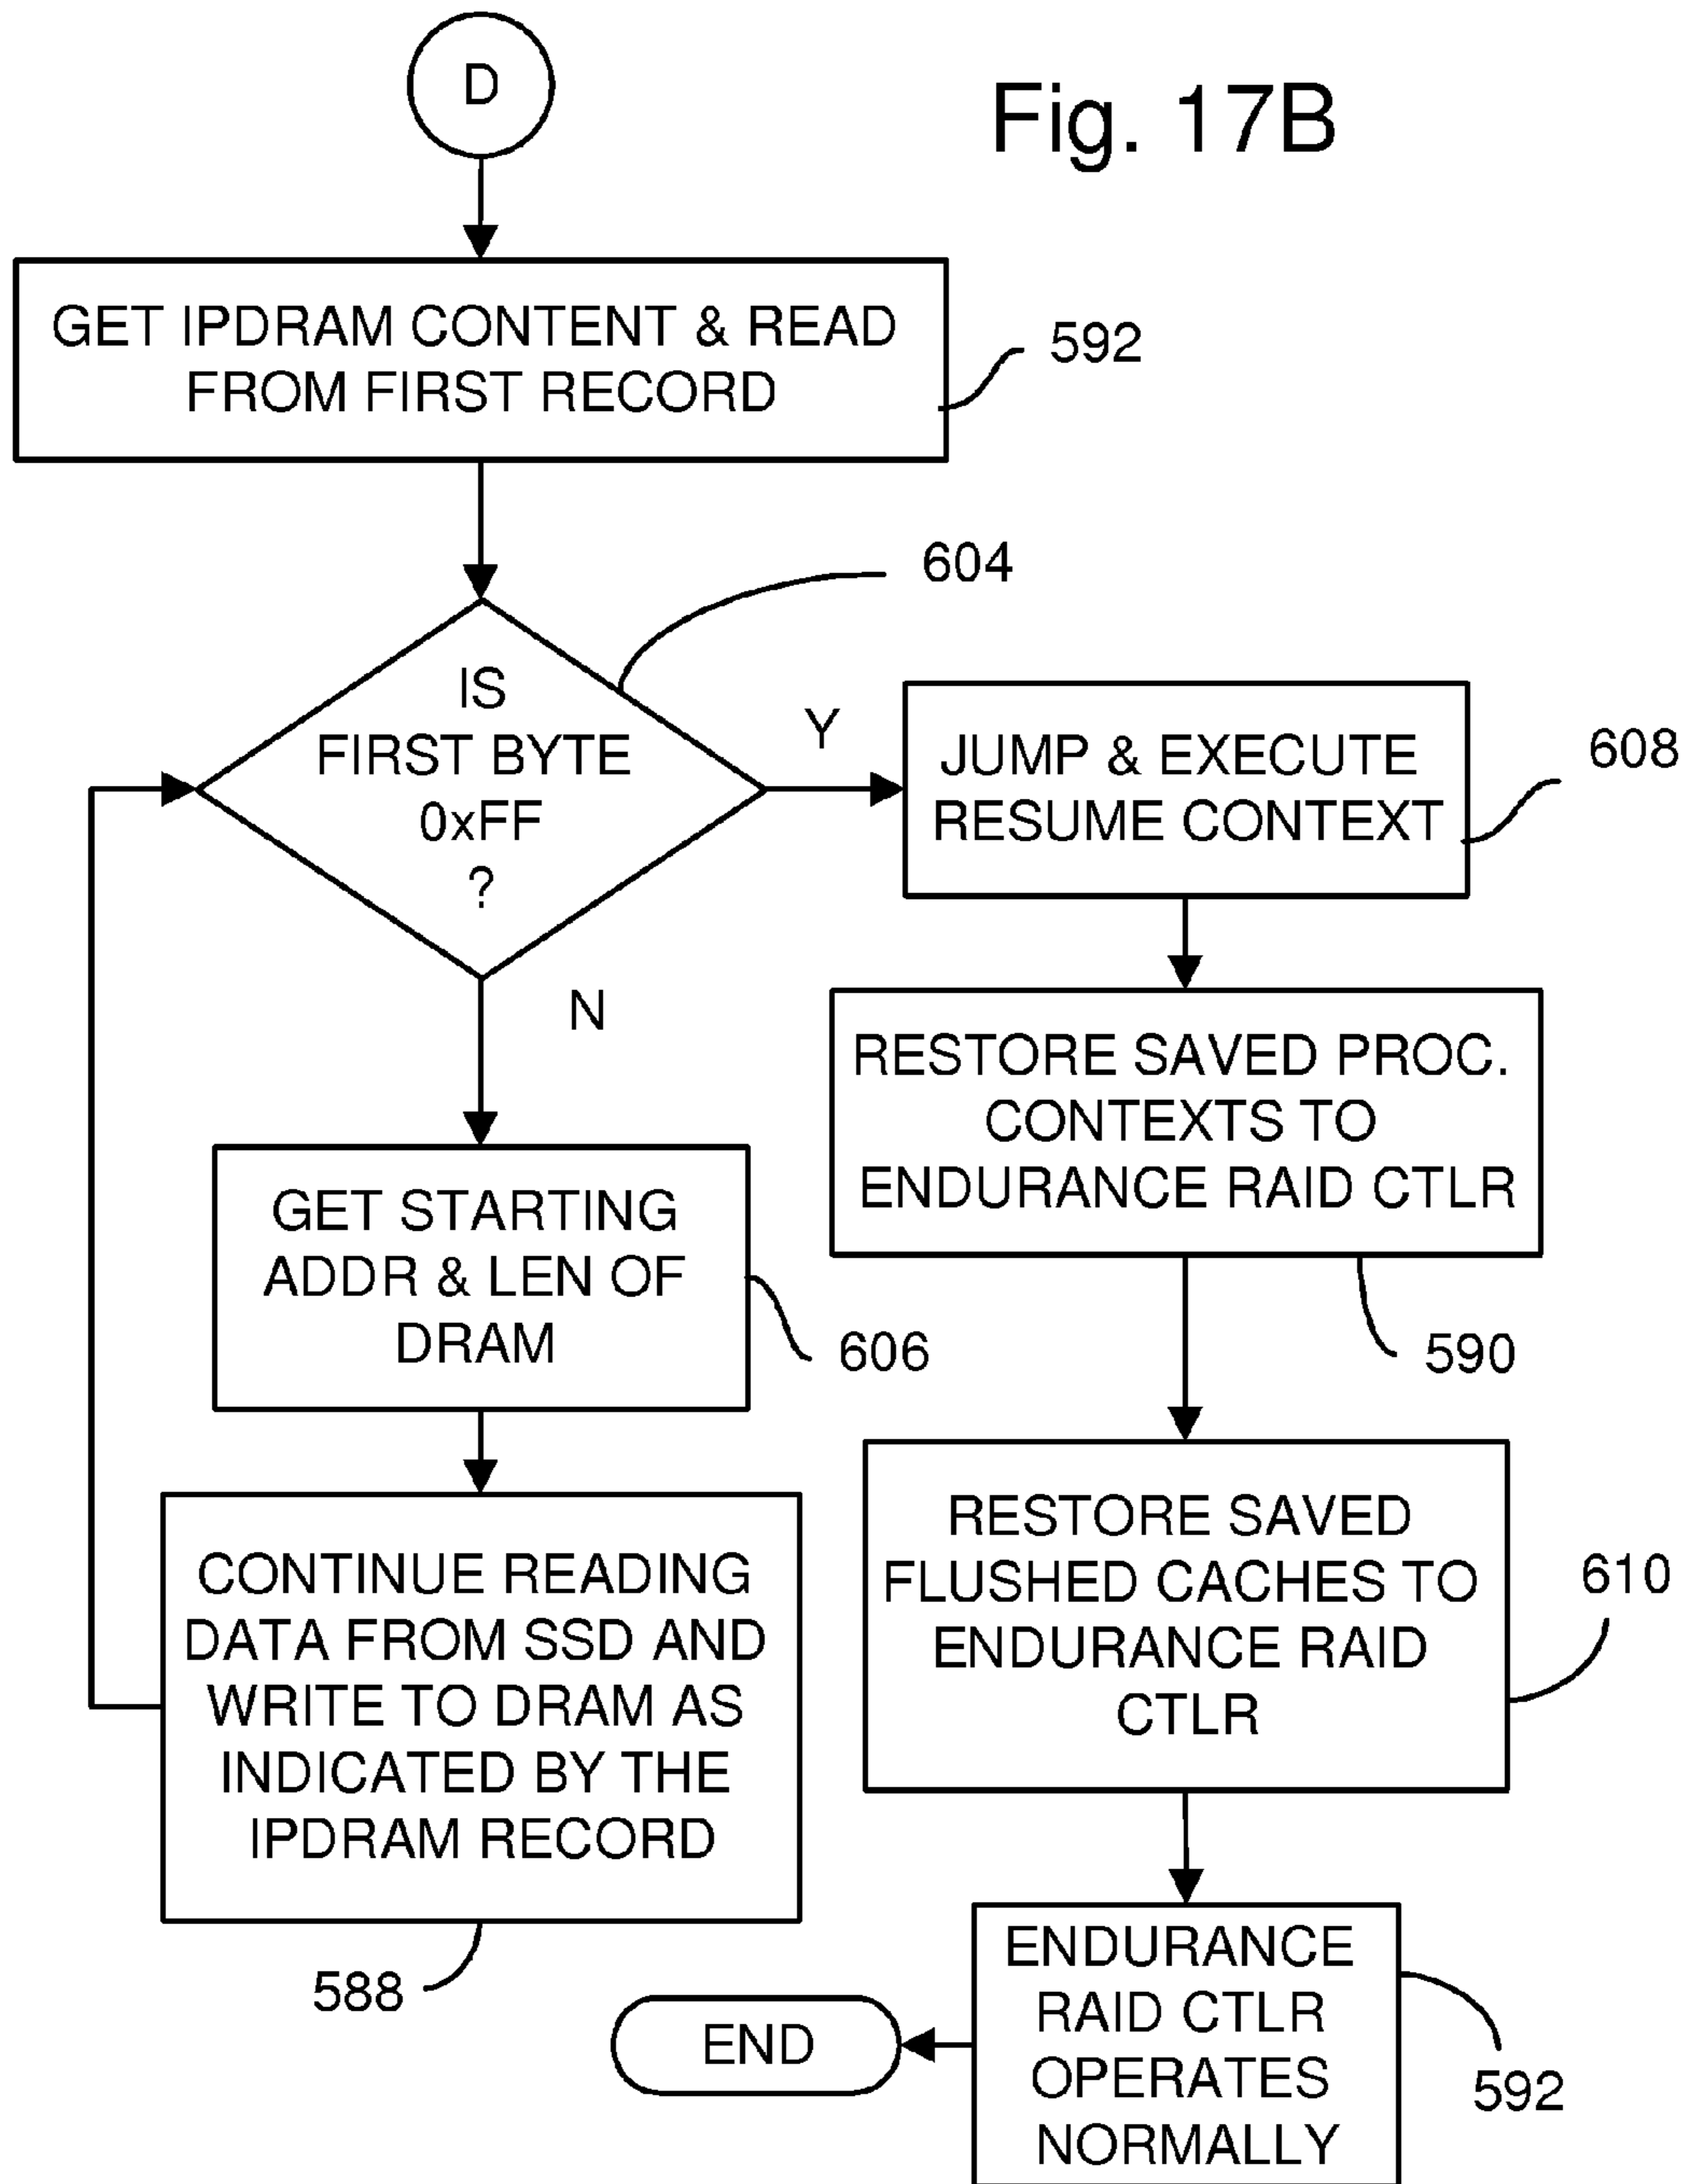 D
Fig. 17B
GET IPDRAM CONTENT & READ
FROM FIRST RECORD
592
604
IS
FIRST BYTE
0xFF
?
Y
N
JUMP & EXECUTE
RESUME CONTEXT
608
RESTORE SAVED PROC.
CONTEXTS TO
ENDURANCE RAID CTLR
590
GET STARTING
ADDR & LEN OF
DRAM
606
CONTINUE READING
DATA FROM SSD AND
WRITE TO DRAM AS
INDICATED BY THE
IPDRAM RECORD
588
RESTORE SAVED
FLUSHED CACHES TO
ENDURANCE RAID
CTLR
610
ENDURANCE
RAID CTLR
OPERATES
NORMALLY
592
END